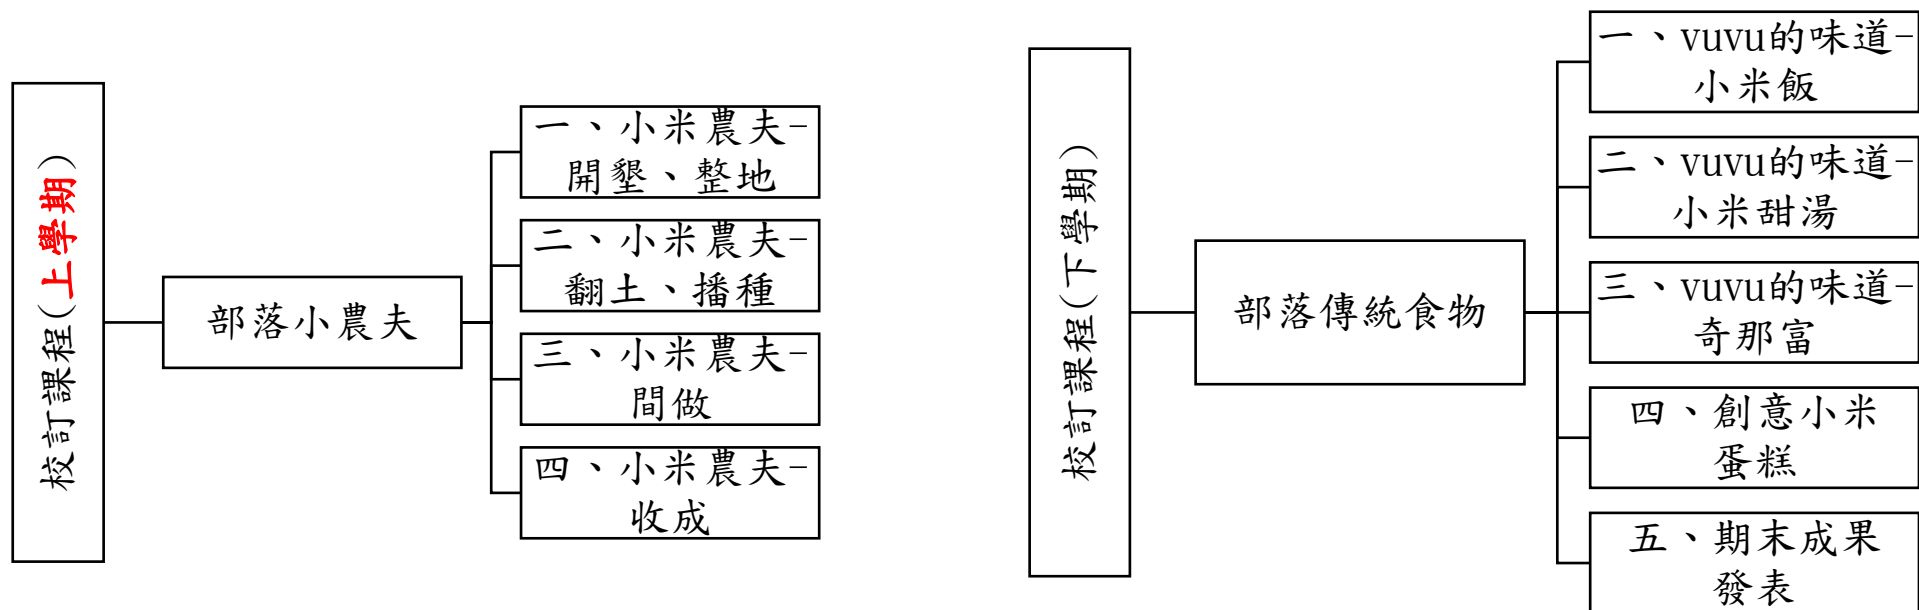 校訂課程(上學期)
部落小農夫
一、小米農夫-
開墾、整地
二、小米農夫-
翻土、播種
三、小米農夫-
間做
四、小米農夫-
收成
校訂課程(下學期)
部落傳統食物
一、vuvu的味道-
小米飯
二、vuvu的味道-
小米甜湯
三、vuvu的味道-
奇那富
四、創意小米
蛋糕
五、期末成果
發表